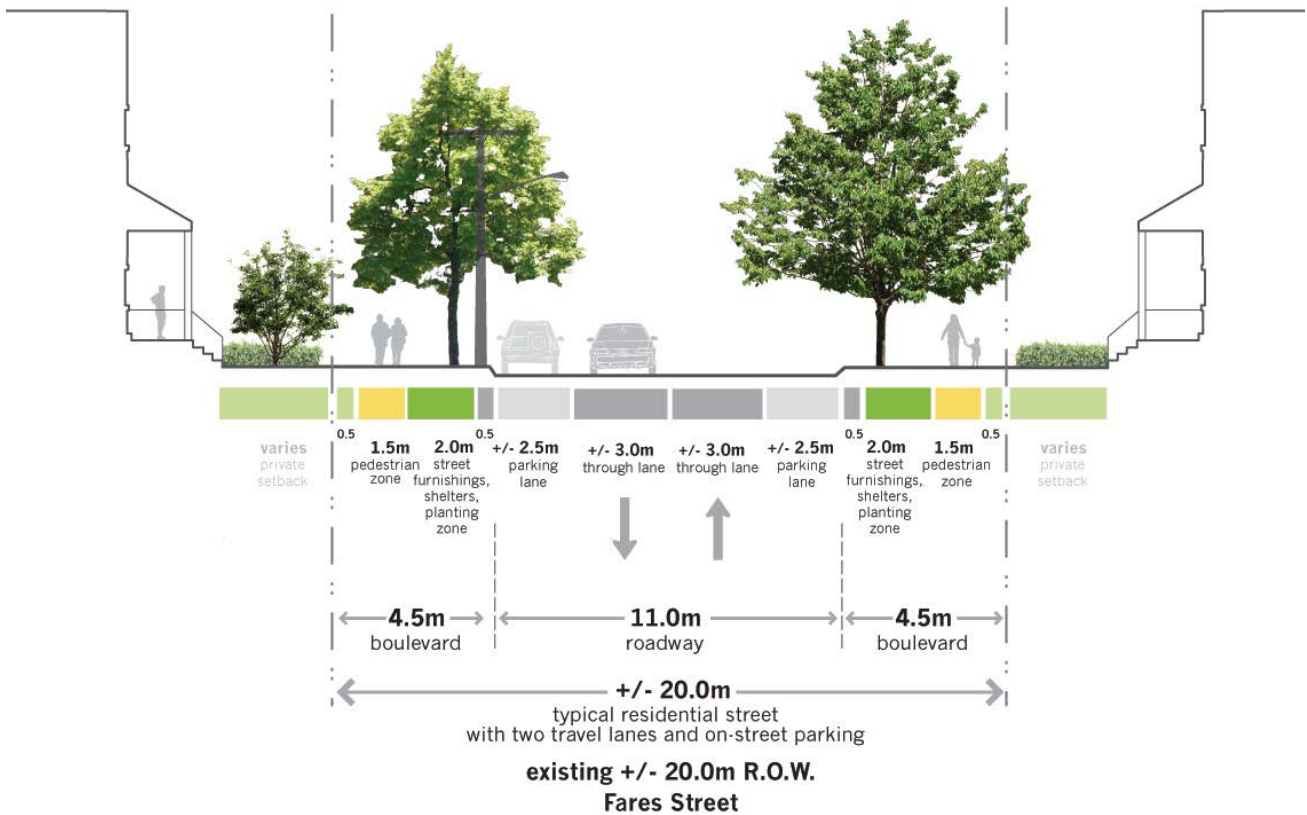 varies
private
setback
0.5
1.5m
pedestrian
zone
2.0m
street
furnishings,
shelters,
planting
zone
0.5
+/- 2.5m
parking
lane
+/- 3.0m
through lane
+/- 3.0m
through lane
+/- 2.5m
parking
lane
0.5
2.0m
street
furnishings,
shelters,
planting
zone
1.5m
pedestrian
zone
0.5
varies
private
setback
4.5m
boulevard
11.0m
roadway
4.5m
boulevard
+/- 20.0m
typical residential street
with two travel lanes and on-street parking
existing +/- 20.0m R.O.W.
Fares Street